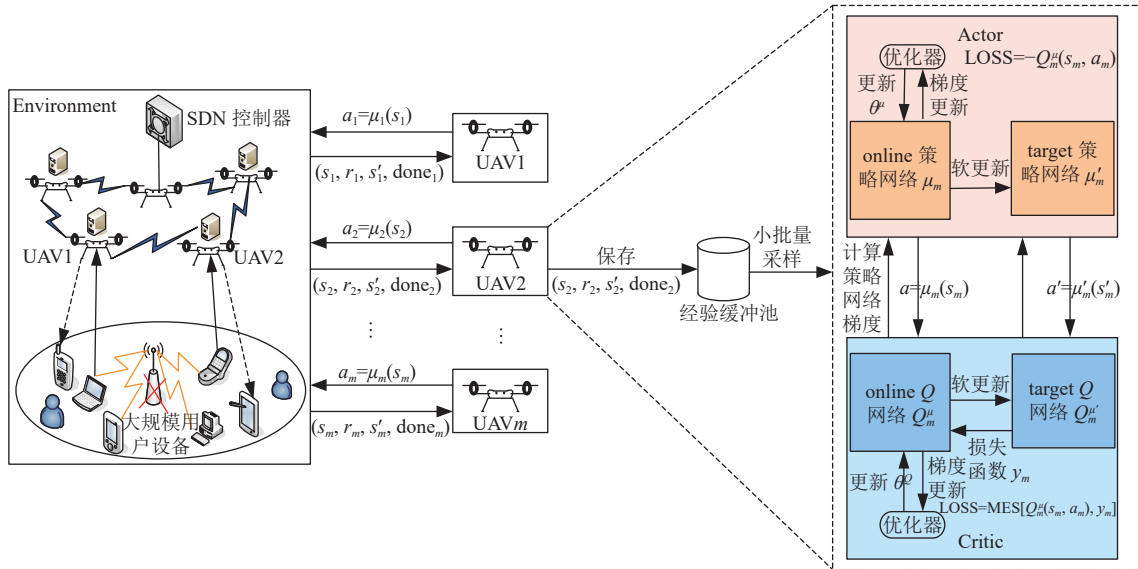 Environment
SDN 控制器
UAV1
UAV2
大规模用
户设备
a₁=μ₁(s₁)
(s₁, r₁, s′₁, done₁)
UAV1
a₂=μ₂(s₂)
(s₂, r₂, s′₂, done₂)
UAV2
⋮
⋮
aₘ=μₘ(sₘ)
(sₘ, rₘ, s′ₘ, doneₘ)
UAVm
保存
(s₂, r₂, s′₂, done₂)
经验缓冲池
小批量
采样
Actor
优化器
LOSS=−Qₘ^μ(sₘ, aₘ)
更新
θ^μ
梯度
更新
online 策
略网络 μₘ
软更新
target 策
略网络 μ′ₘ
计算
策略
网络
梯度
a=μₘ(sₘ)
a′=μ′ₘ(s′ₘ)
online Q
网络 Qₘ^μ
软更新
target Q
网络 Qₘ^μ′
损失
函数 yₘ
更新 θ^Q
梯度
更新
LOSS=MES[Qₘ^μ(sₘ, aₘ), yₘ]
优化器
Critic